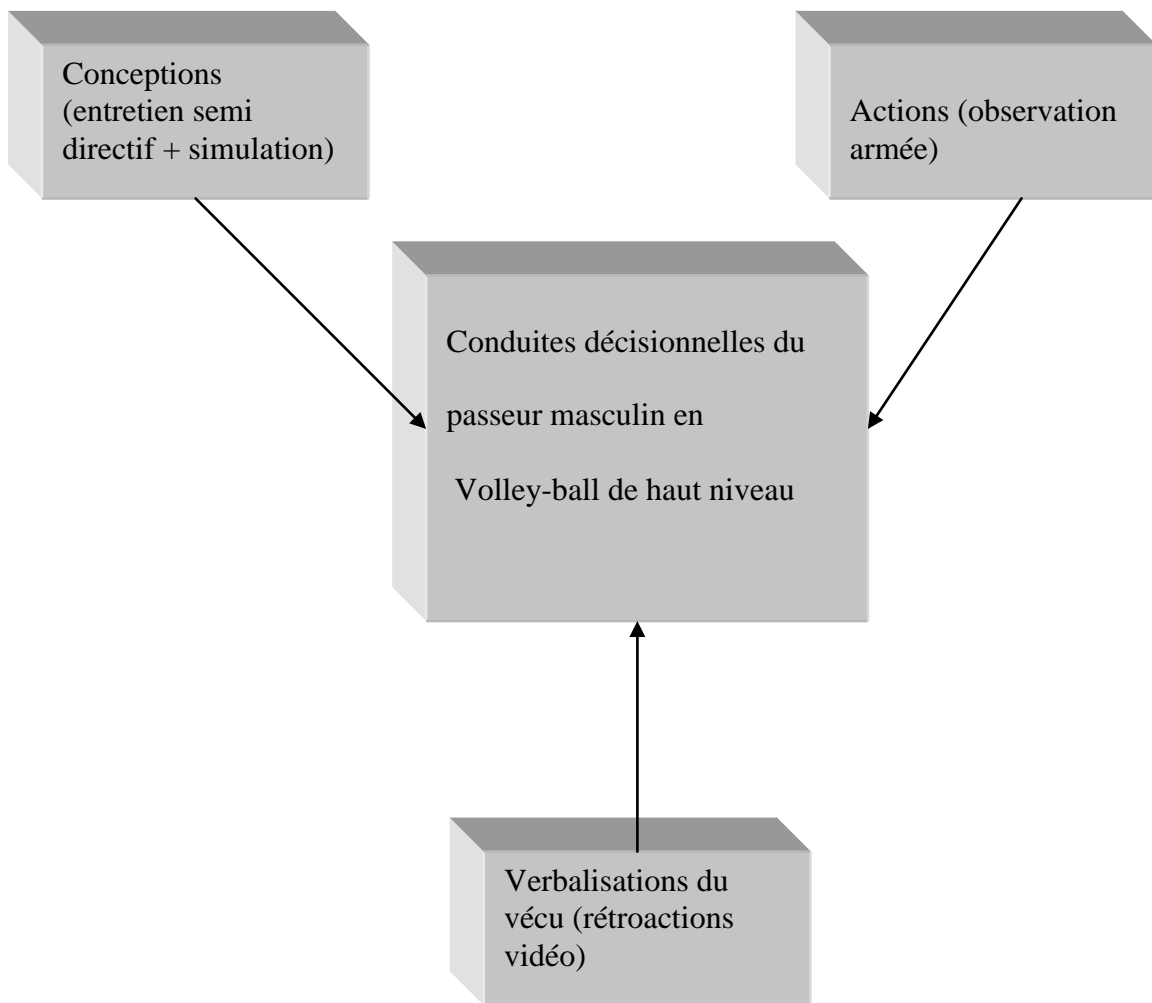 Conceptions
(entretien semi
directif + simulation)
Actions (observation
armée)
Conduites décisionnelles du
passeur masculin en
Volley-ball de haut niveau
Verbalisations du
vécu (rétroactions
vidéo)